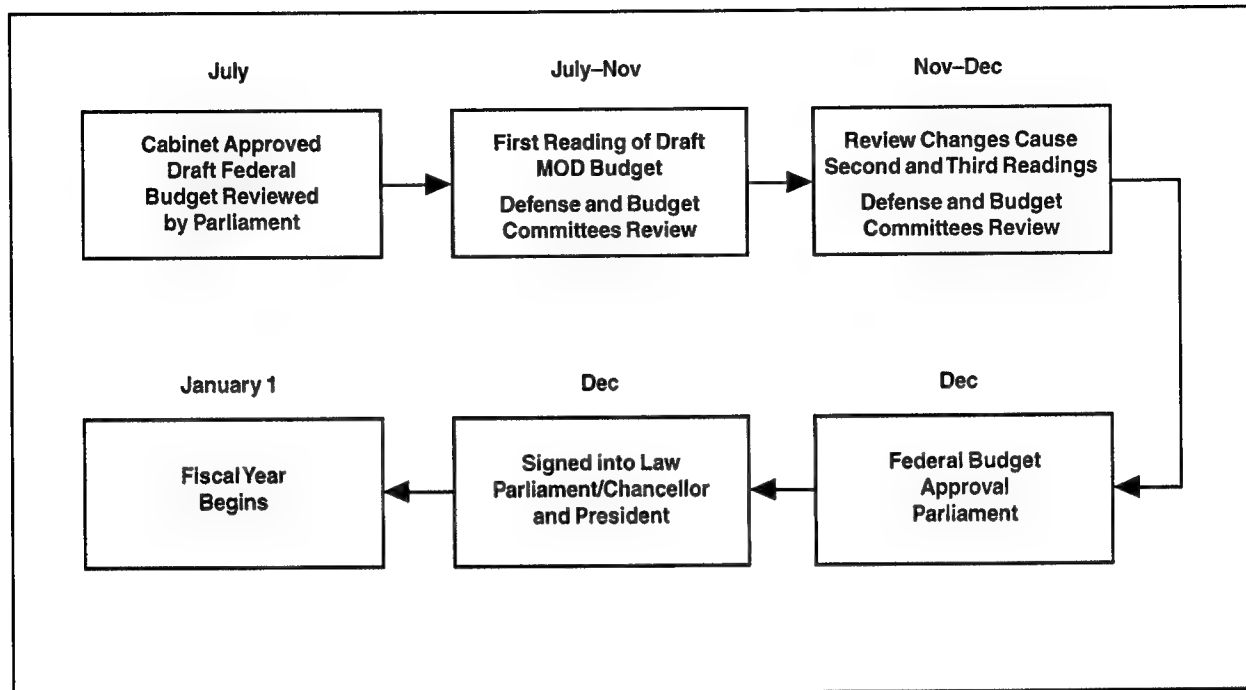 July
Cabinet Approved
Draft Federal
Budget Reviewed
by Parliament
July–Nov
First Reading of Draft
MOD Budget
Defense and Budget
Committees Review
Nov–Dec
Review Changes Cause
Second and Third Readings
Defense and Budget
Committees Review
Dec
Federal Budget
Approval
Parliament
Dec
Signed into Law
Parliament/Chancellor
and President
January 1
Fiscal Year
Begins